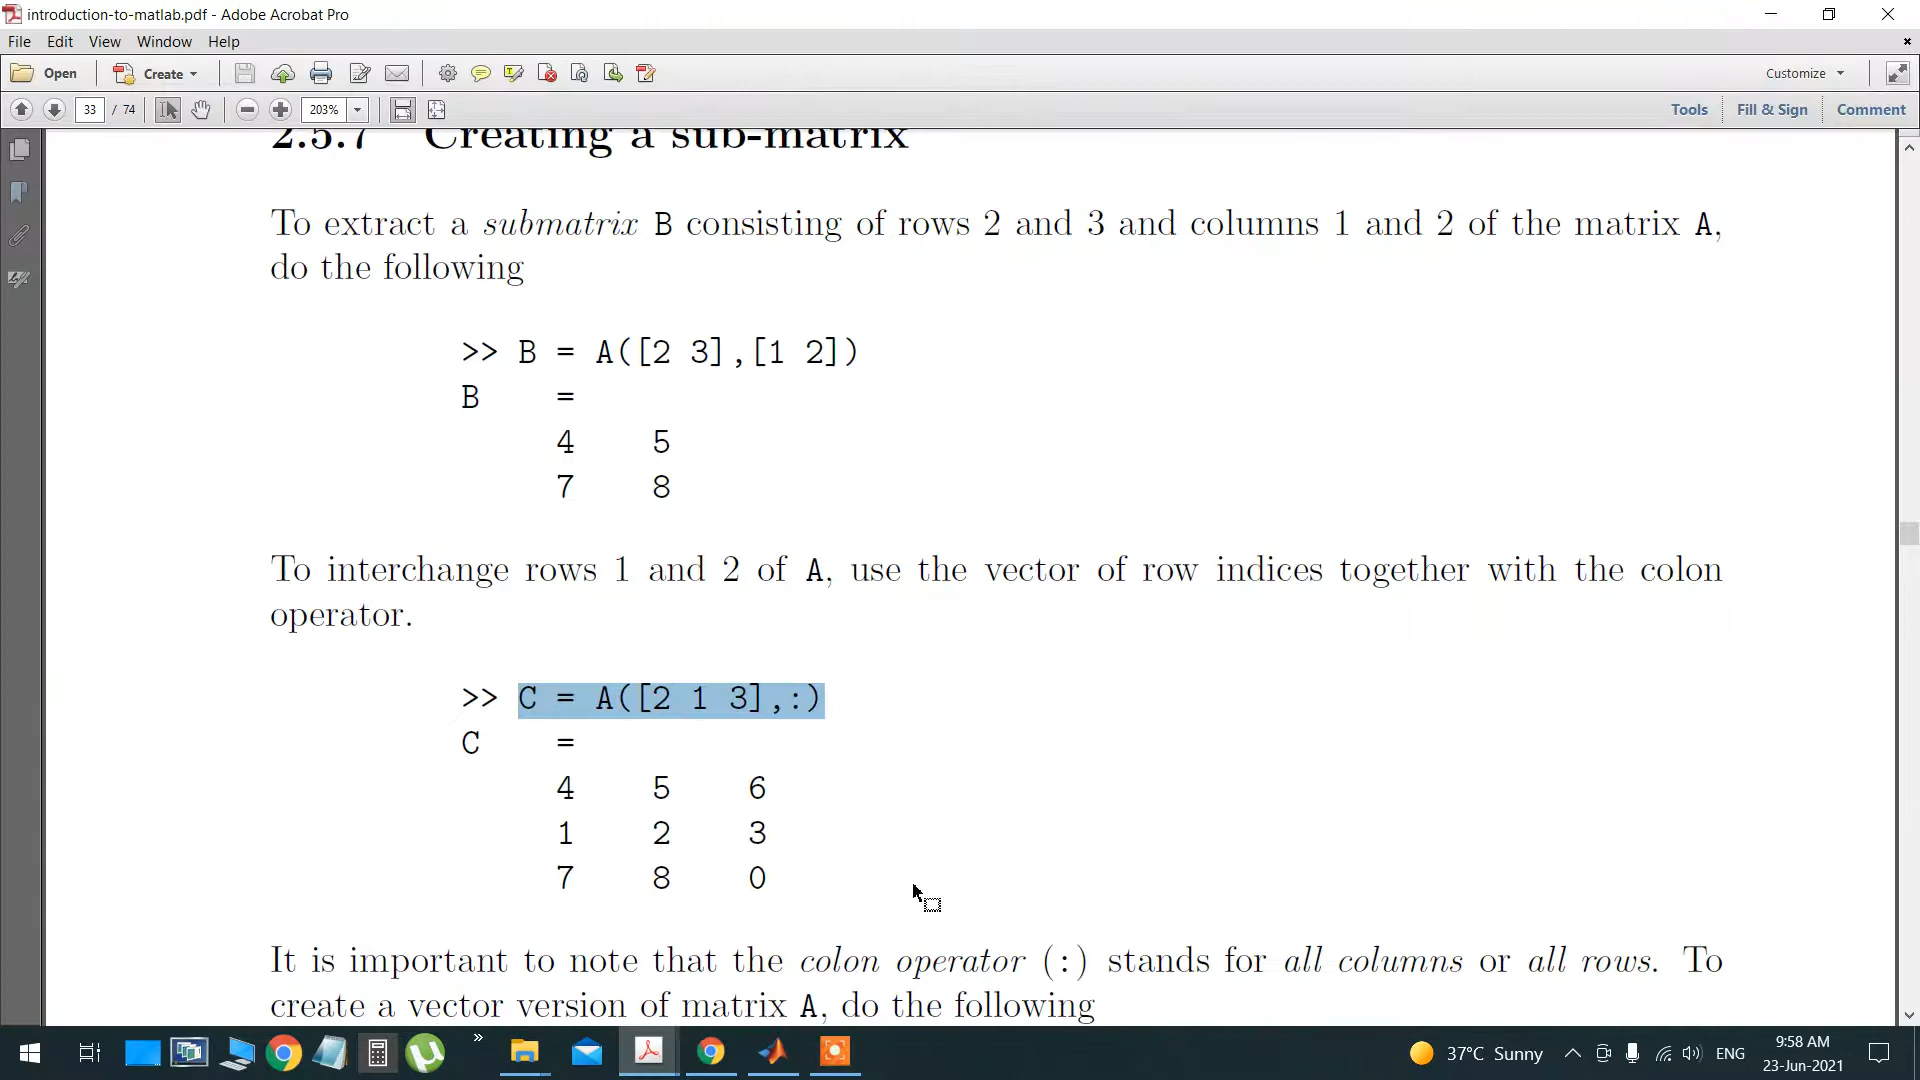 introduction-to-matlab.pdf - Adobe Acrobat Pro
File Edit View Window Help
Open Create Customize
33 / 74 203% Tools Fill & Sign Comment
2.5.7 Creating a sub-matrix
To extract a submatrix B consisting of rows 2 and 3 and columns 1 and 2 of the matrix A,
do the following
>> B = A([2 3],[1 2])
B =
4 5
7 8
To interchange rows 1 and 2 of A, use the vector of row indices together with the colon
operator.
>> C = A([2 1 3],:)
C =
4 5 6
1 2 3
7 8 0
It is important to note that the colon operator (:) stands for all columns or all rows. To
create a vector version of matrix A, do the following
37°C Sunny ENG 9:58 AM
23-Jun-2021